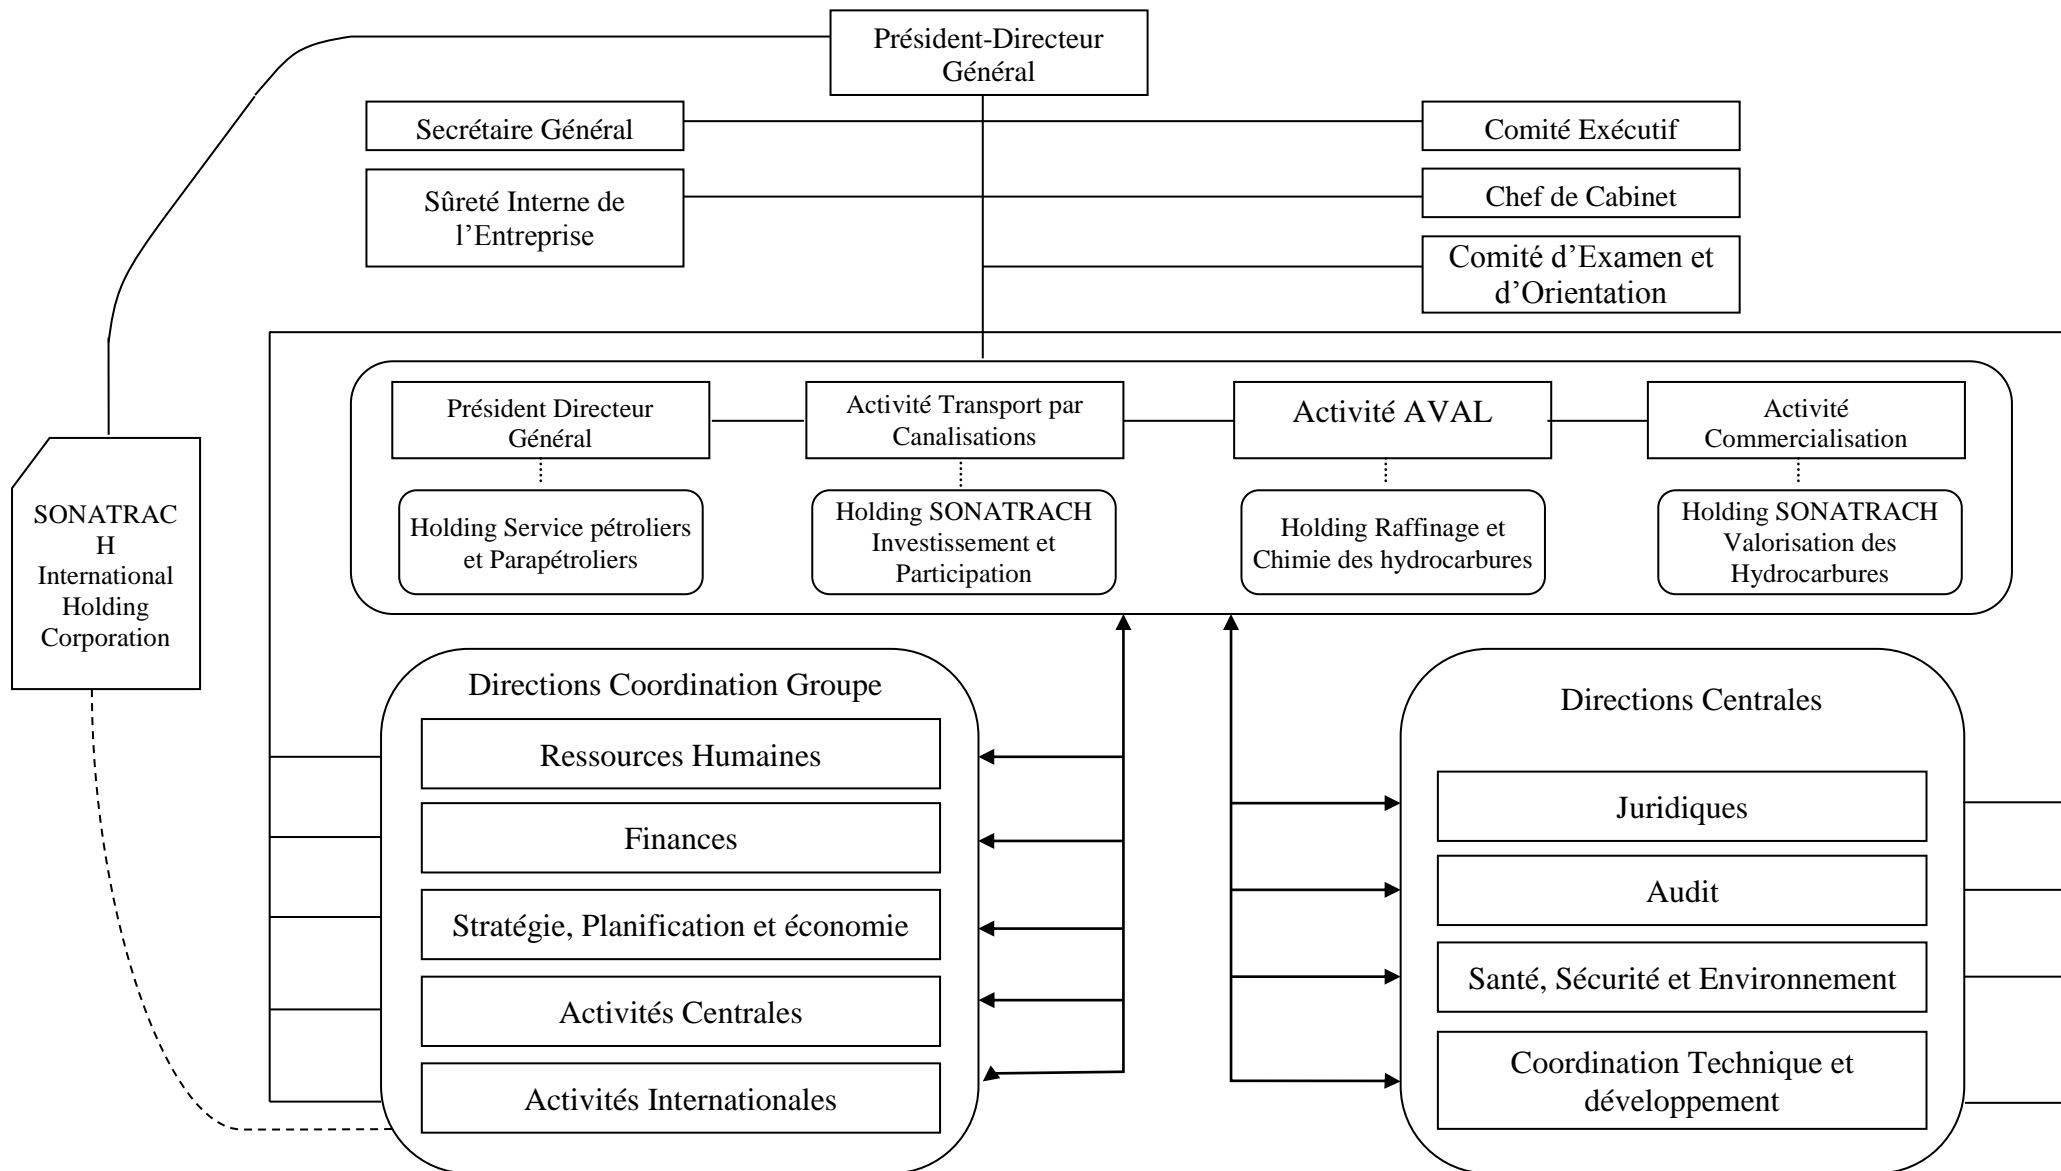 Président-Directeur
Général
Secrétaire Général
Comité Exécutif
Sûreté Interne de
l’Entreprise
Chef de Cabinet
Comité d’Examen et
d’Orientation
Président Directeur
Général
Activité Transport par
Canalisations
Activité AVAL
Activité
Commercialisation
Holding Service pétroliers
et Parapétroliers
Holding SONATRACH
Investissement et
Participation
Holding Raffinage et
Chimie des hydrocarbures
Holding SONATRACH
Valorisation des
Hydrocarbures
SONATRAC
H
International
Holding
Corporation
Directions Coordination Groupe
Ressources Humaines
Finances
Stratégie, Planification et économie
Activités Centrales
Activités Internationales
Directions Centrales
Juridiques
Audit
Santé, Sécurité et Environnement
Coordination Technique et
développement